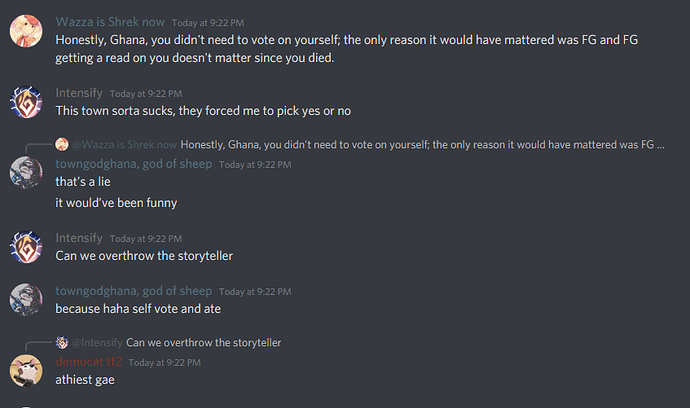 Wazza is Shrek now Today at 9:22 PM
Honestly, Ghana, you didn't need to vote on yourself; the only reason it would have mattered was FG and FG
getting a read on you doesn't matter since you died.
Intensify Today at 9:22 PM
This town sorta sucks, they forced me to pick yes or no
@Wazza is Shrek now Honestly, Ghana, you didn't need to vote on yourself; the only reason it would have mattered was FG ...
towngodghana, god of sheep Today at 9:22 PM
that's a lie
it would've been funny
Intensify Today at 9:22 PM
Can we overthrow the storyteller
towngodghana, god of sheep Today at 9:22 PM
because haha self vote and ate
@Intensify Can we overthrow the storyteller
democat tf2 Today at 9:22 PM
athiest gae